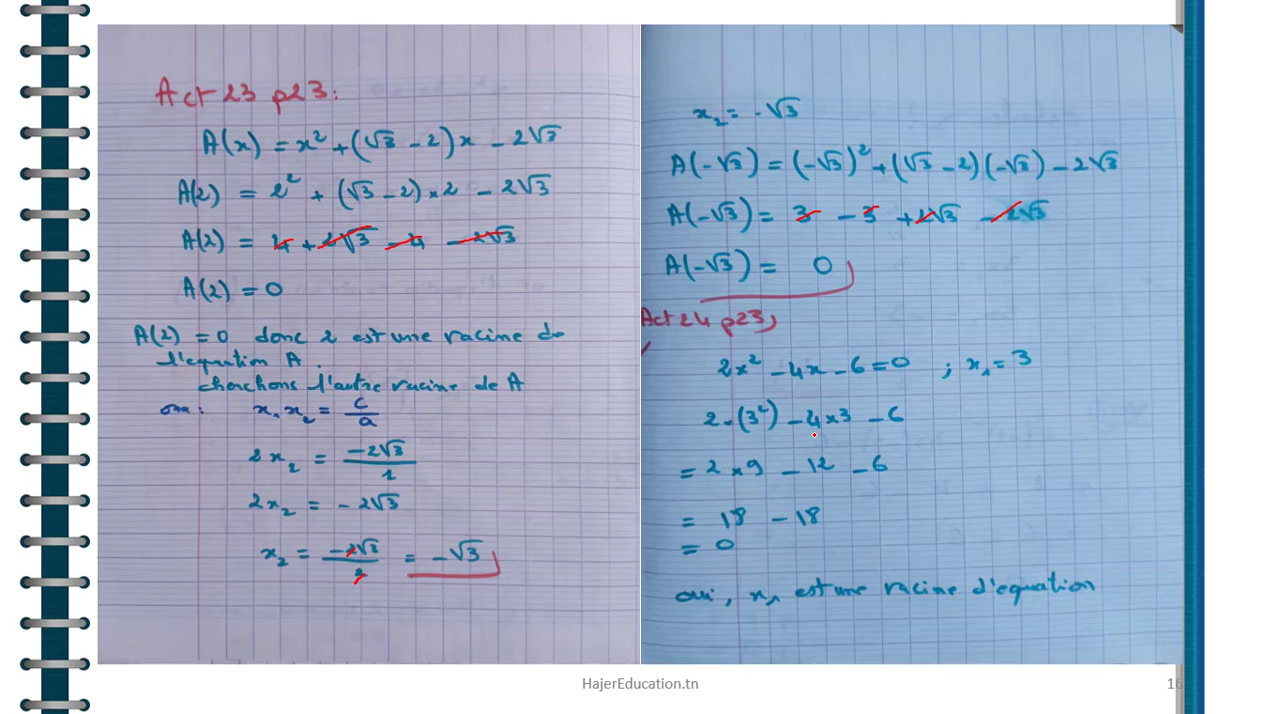 Act 23 p23:
A(x) = x² + (√3 - 2)x - 2√3
A(2) = 2² + (√3 - 2) × 2 - 2√3
A(2) = 4 + 2√3 - 4 - 2√3
A(2) = 0
A(2) = 0 donc 2 est une racine de
l'equation A.
cherchons l'autre racine de A
ona: x₁ x₂ = c/a
2x₂ = -2√3/1
2x₂ = -2√3
x₂ = -2√3/2 = -√3
x₂ = -√3
A(-√3) = (-√3)² + (√3 - 2)(-√3) - 2√3
A(-√3) = 3 - 3 + 2√3 - 2√3
A(-√3) = 0
Act 24 p23,
2x² - 4x - 6 = 0 ; x₁ = 3
2 × (3²) - 4 × 3 - 6
= 2 × 9 - 12 - 6
= 18 - 18
= 0
oui, x₁ est une racine d'equation
HajerEducation.tn
16